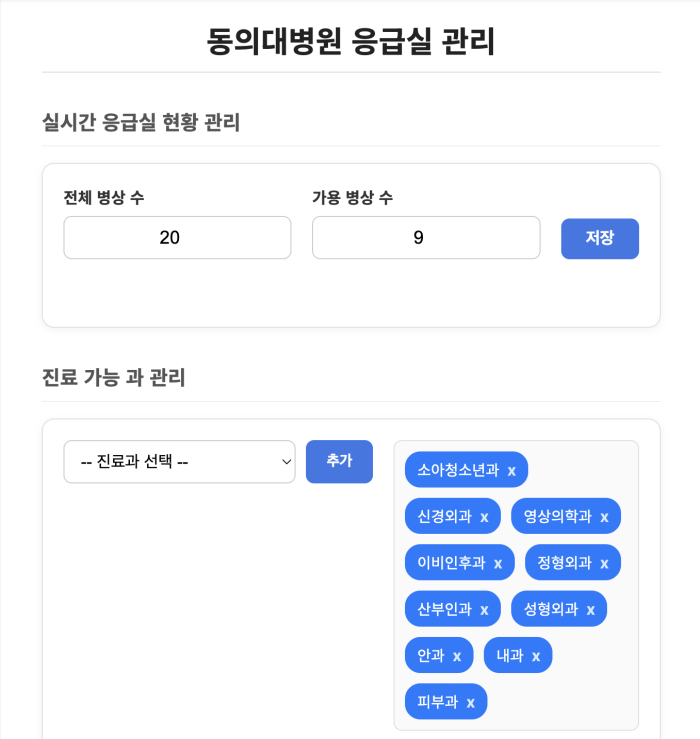 동의대병원 응급실 관리
실시간 응급실 현황 관리
전체 병상 수 가용 병상 수
20 9 저장
진료 가능 과 관리
-- 진료과 선택 -- 추가
소아청소년과 x
신경외과 x 영상의학과 x
이비인후과 x 정형외과 x
산부인과 x 성형외과 x
안과 x 내과 x
피부과 x